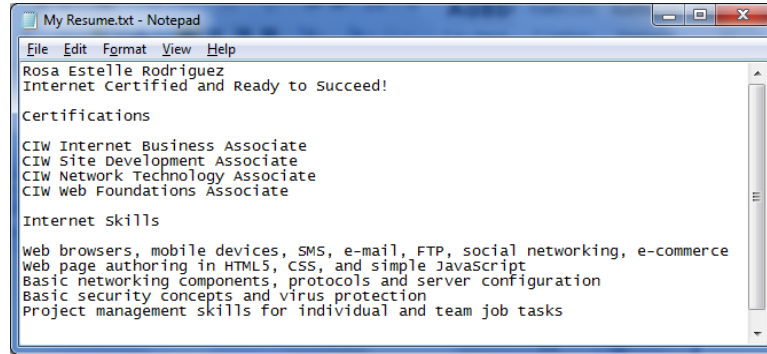 My Resume.txt - Notepad
File Edit Format View Help
Rosa Estelle Rodriguez
Internet Certified and Ready to Succeed!
Certifications
CIW Internet Business Associate
CIW Site Development Associate
CIW Network Technology Associate
CIW Web Foundations Associate
Internet Skills
Web browsers, mobile devices, SMS, e-mail, FTP, social networking, e-commerce
Web page authoring in HTML5, CSS, and simple JavaScript
Basic networking components, protocols and server configuration
Basic security concepts and virus protection
Project management skills for individual and team job tasks